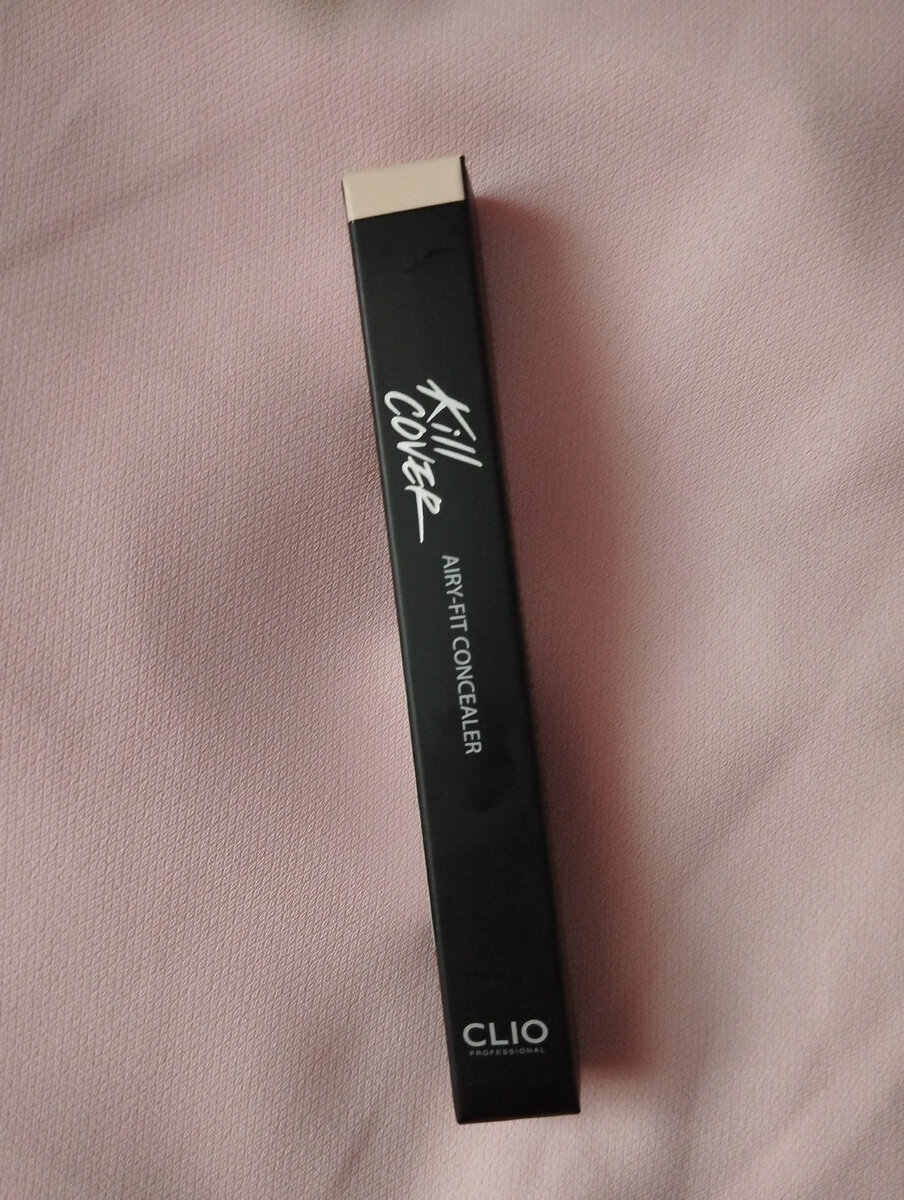 Kill
COVER
AIRY-FIT CONCEALER
CLIO
PROFESSIONAL